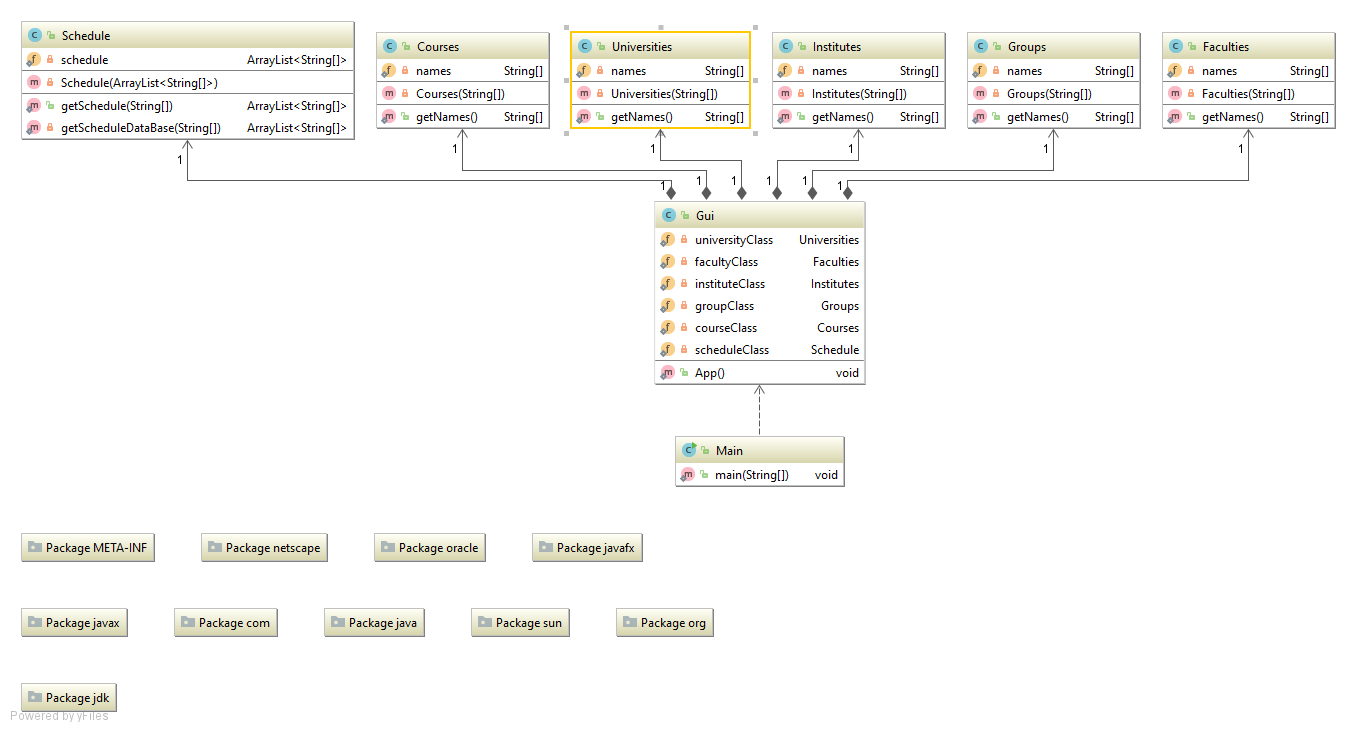 Schedule
schedule ArrayList<String[]>
Schedule(ArrayList<String[]>)
getSchedule(String[]) ArrayList<String[]>
getScheduleDataBase(String[]) ArrayList<String[]>
Courses
names String[]
Courses(String[])
getNames() String[]
Universities
names String[]
Universities(String[])
getNames() String[]
Institutes
names String[]
Institutes(String[])
getNames() String[]
Groups
names String[]
Groups(String[])
getNames() String[]
Faculties
names String[]
Faculties(String[])
getNames() String[]
1
1
1
1
1
1
1
1
1
1
1
1
Gui
universityClass Universities
facultyClass Faculties
instituteClass Institutes
groupClass Groups
courseClass Courses
scheduleClass Schedule
App() void
Main
main(String[]) void
Package META-INF
Package netscape
Package oracle
Package javafx
Package javax
Package com
Package java
Package sun
Package org
Package jdk
Powered by yFiles